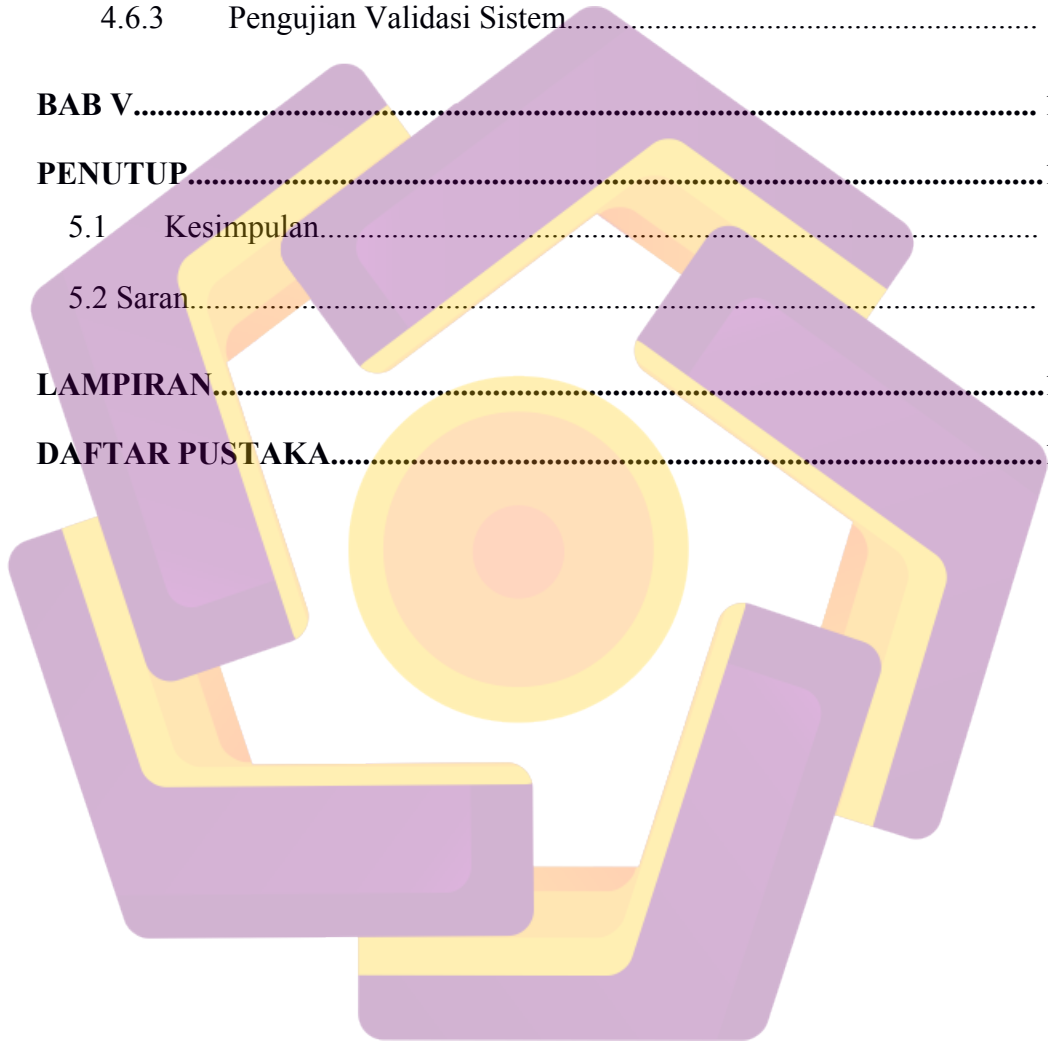 4.6.3 Pengujian Validasi Sistem
BAB V
PENUTUP
5.1 Kesimpulan
5.2 Saran
LAMPIRAN
DAFTAR PUSTAKA